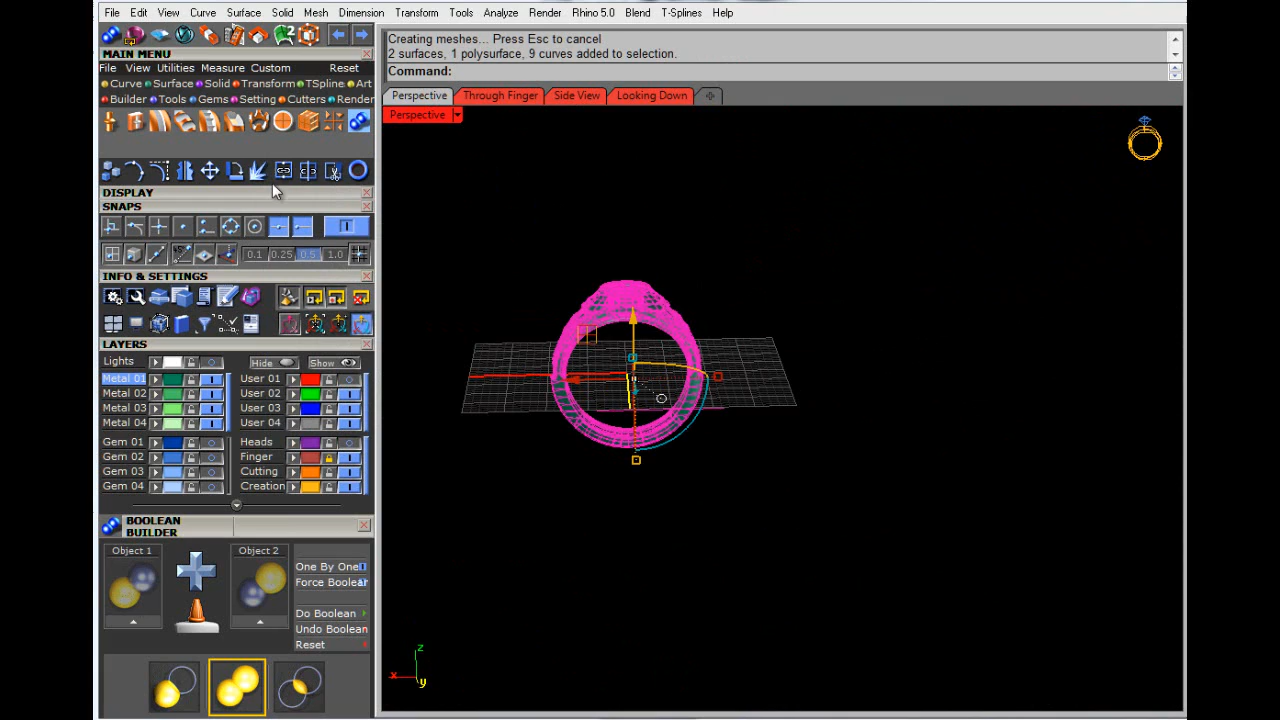 File Edit View Curve Surface Solid Mesh Dimension Transform Tools Analyze Render Rhino 5.0 Blend T-Splines Help
Creating meshes... Press Esc to cancel
2 surfaces, 1 polysurface, 9 curves added to selection.
Command:
Perspective Through Finger Side View Looking Down
Perspective
MAIN MENU
File View Utilities Measure Custom Reset
Curve Surface Solid Transform TSpline Art
Builder Tools Gems Setting Cutters Render
DISPLAY
SNAPS
0.1 0.25 0.5 1.0
INFO & SETTINGS
LAYERS
Lights Hide Show
Metal 01 User 01
Metal 02 User 02
Metal 03 User 03
Metal 04 User 04
Gem 01 Heads
Gem 02 Finger
Gem 03 Cutting
Gem 04 Creation
BOOLEAN
BUILDER
Object 1 Object 2
One By One
Force Boolean
Do Boolean
Undo Boolean
Reset
z
x
y